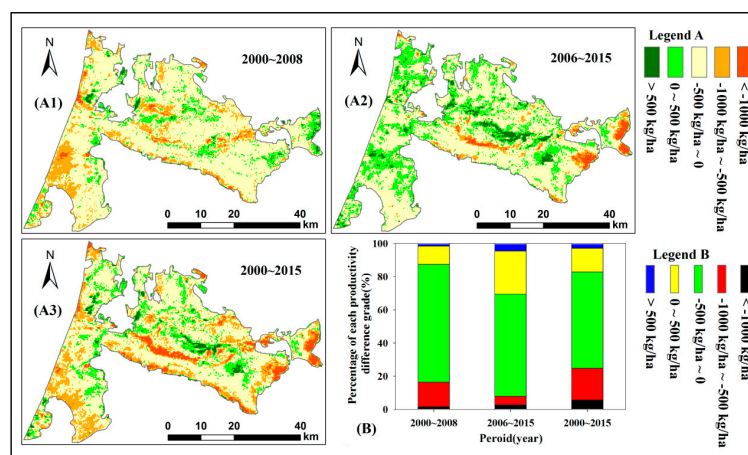 N
2000~2008
(A1)
0 10 20 40
km
N
2006~2015
(A2)
0 10 20 40
km
Legend A
> 500 kg/ha
0 ~ 500 kg/ha
-500 kg/ha ~ 0
-1000 kg/ha ~ -500 kg/ha
< -1000 kg/ha
N
2000~2015
(A3)
0 10 20 40
km
Percentage of each productivity
difference grade(%)
100
80
60
40
20
0
2000~2008 2006~2015 2000~2015
(B)
Peroid(year)
Legend B
> 500 kg/ha
0 ~ 500 kg/ha
-500 kg/ha ~ 0
-1000 kg/ha ~ -500 kg/ha
< -1000 kg/ha